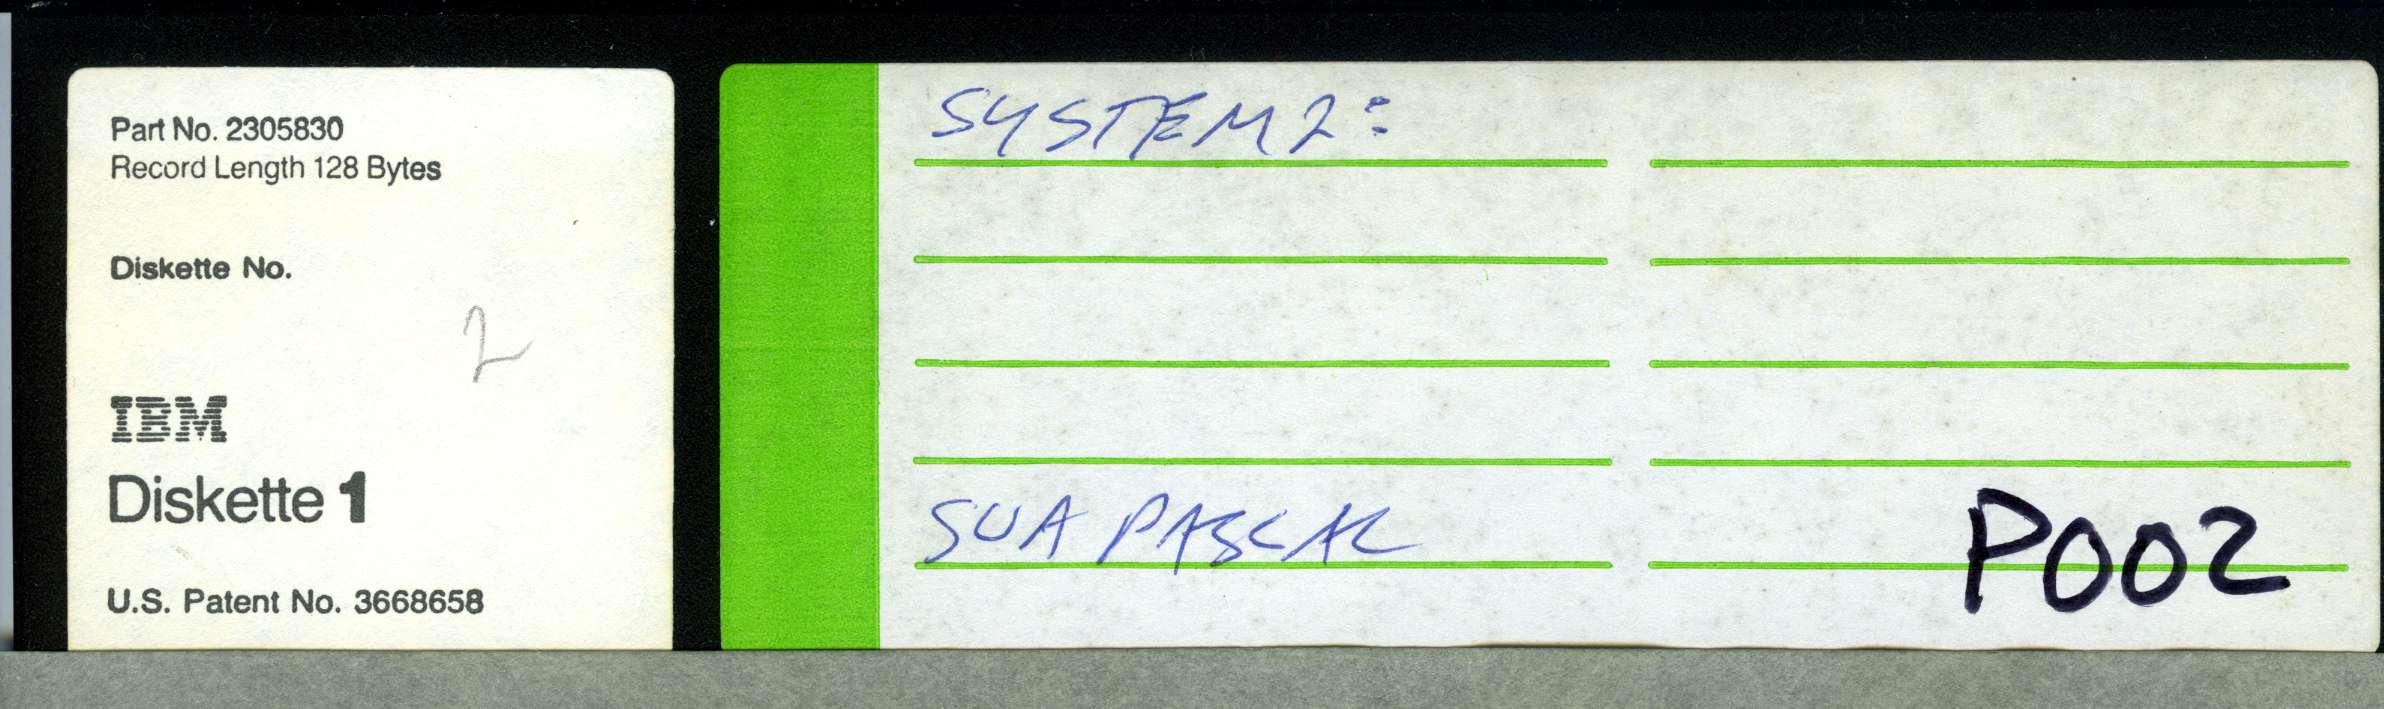 Part No. 2305830
Record Length 128 Bytes
Diskette No.
2
IBM
Diskette 1
U.S. Patent No. 3668658
SYSTEM2:
SUA PASCAL
P002